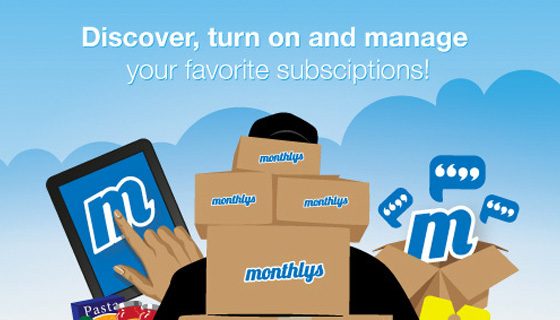 Discover, turn on and manage
your favorite subsciptions!
monthlys
monthlys
monthlys
m
m
monthlys
Pasta